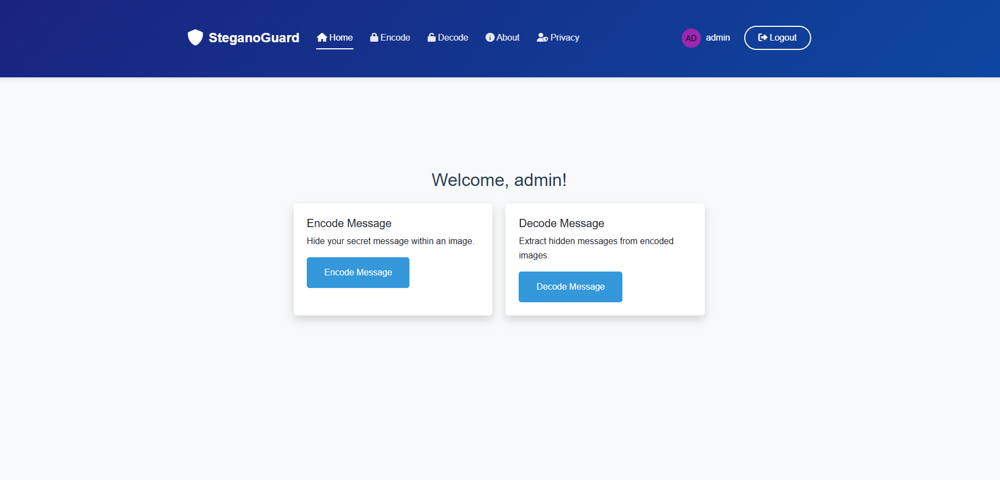 SteganoGuard Home Encode Decode About Privacy AD admin Logout
Welcome, admin!
Encode Message
Hide your secret message within an image.
Encode Message
Decode Message
Extract hidden messages from encoded
images.
Decode Message